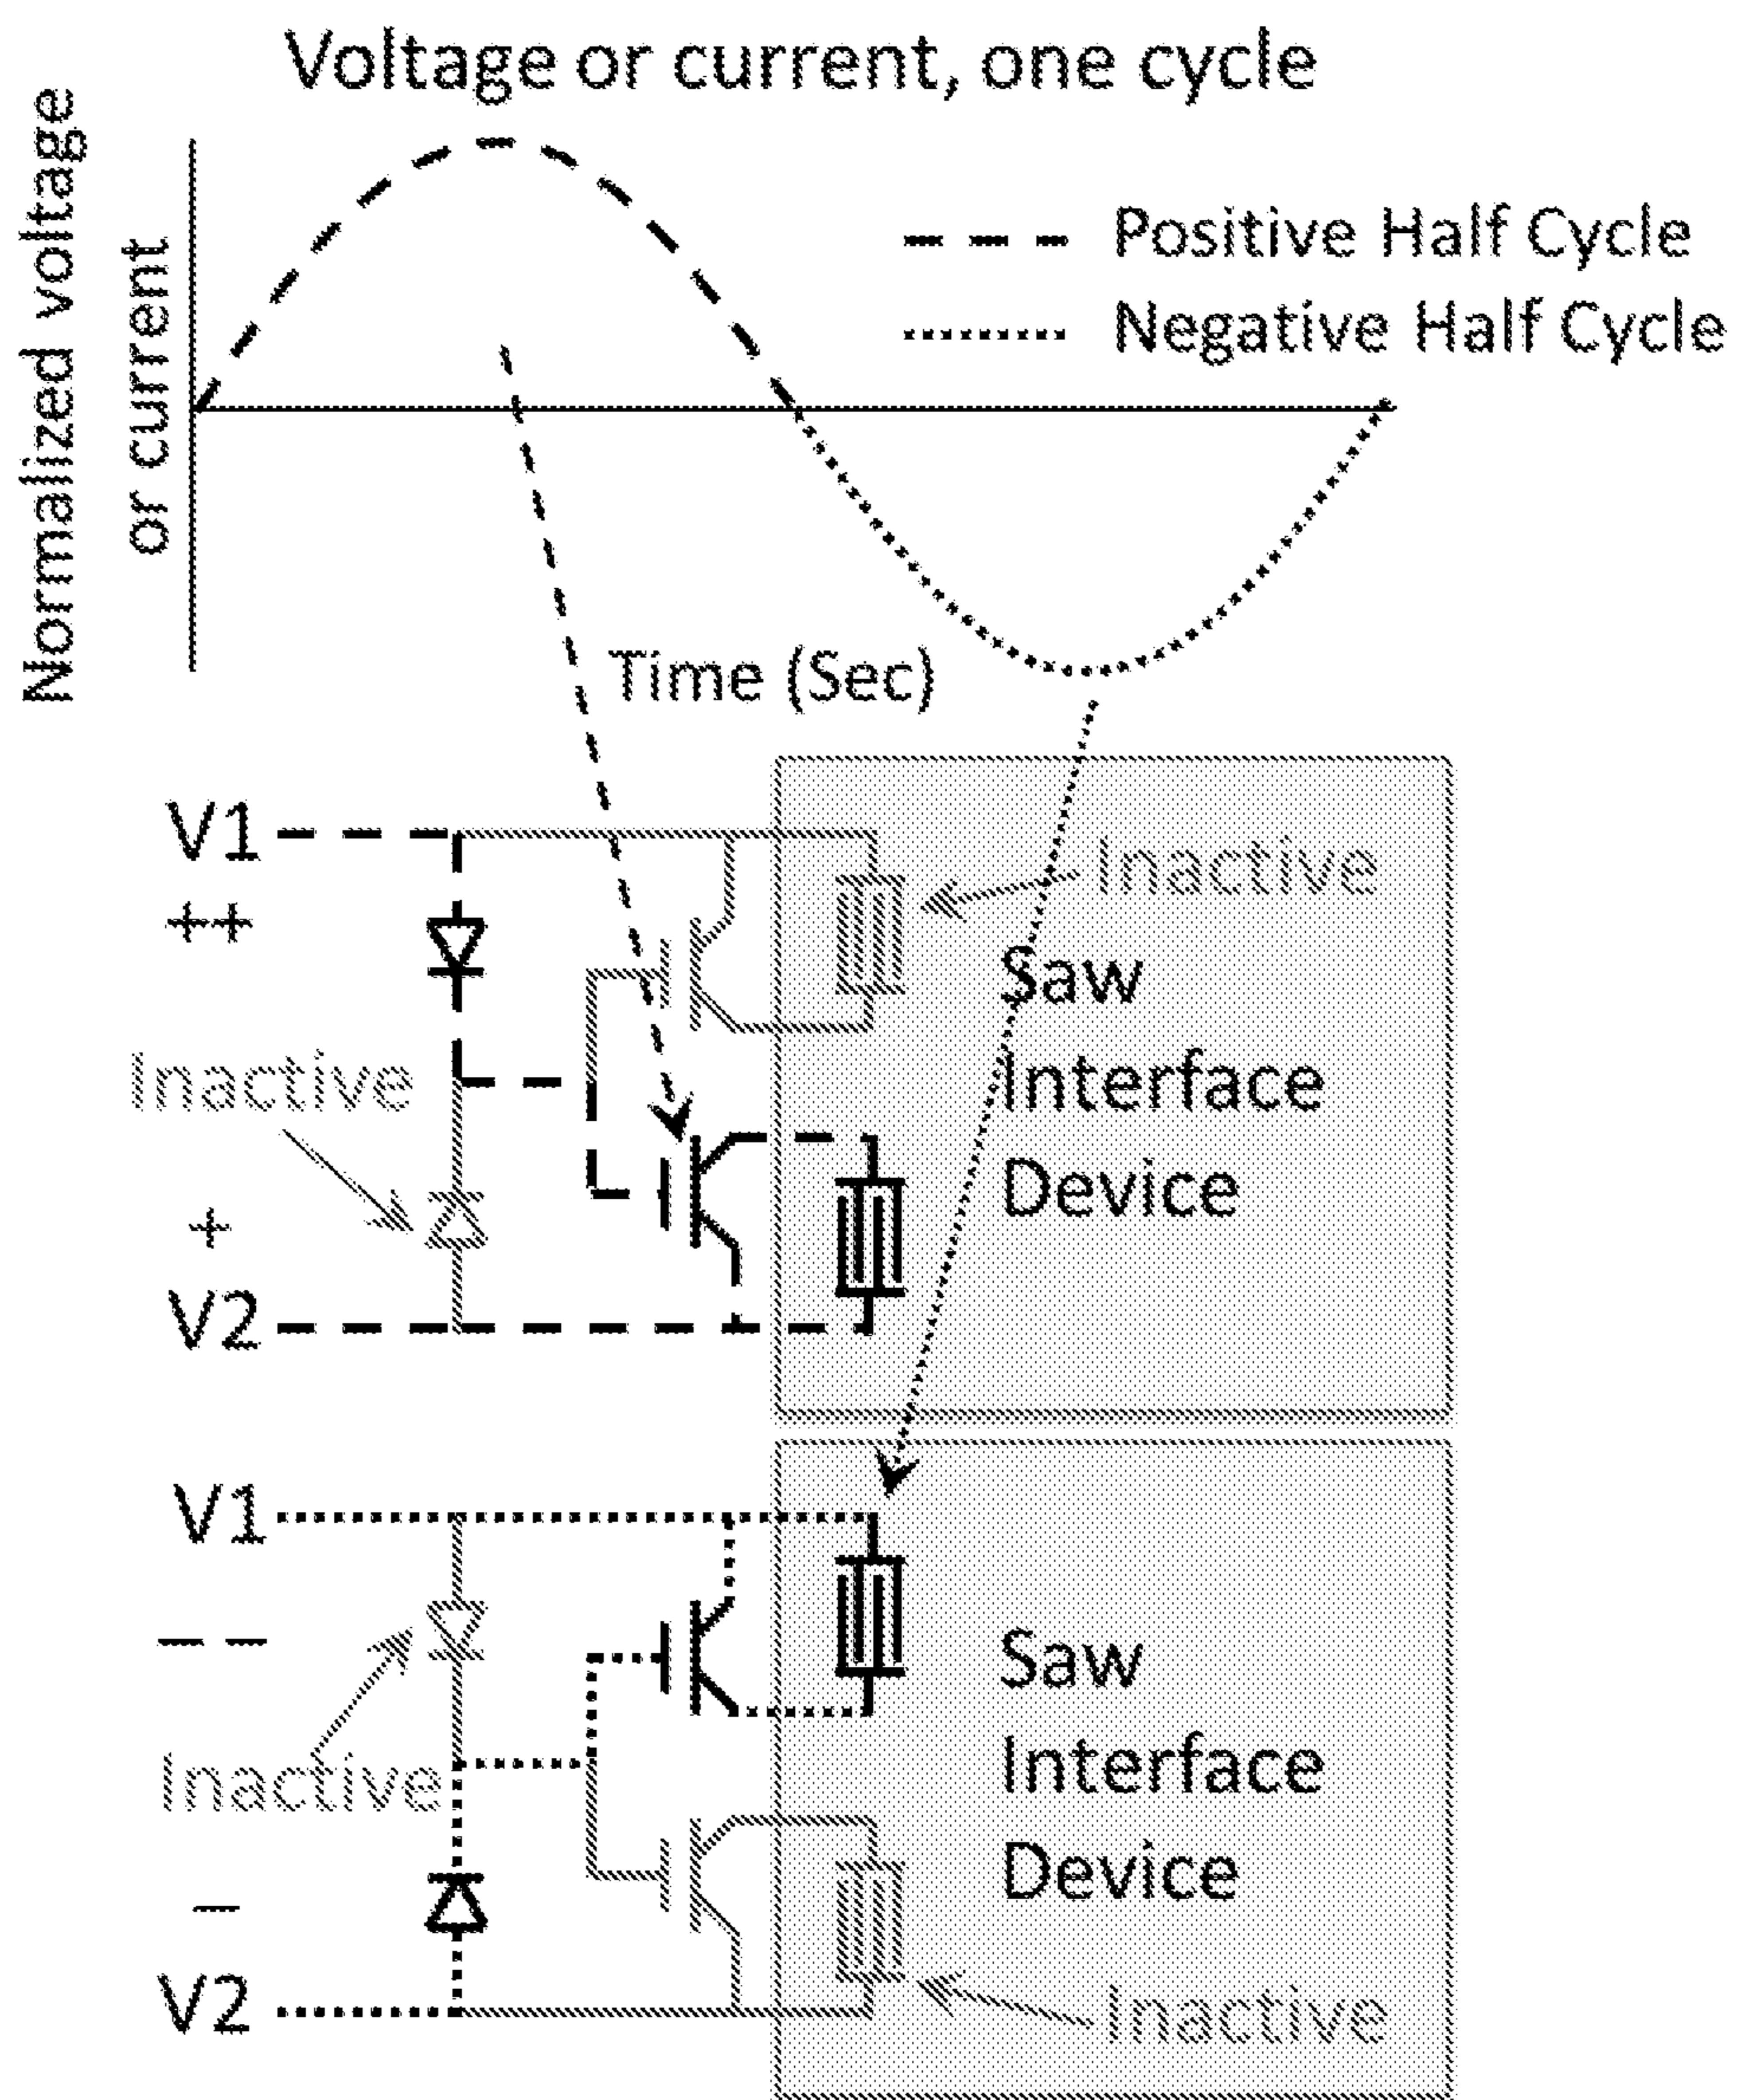 Voltage or current, one cycle
Normalized voltage
or current
Positive Half Cycle
Negative Half Cycle
Time (Sec)
V1
++
Inactive
Saw
Interface
Device
Inactive
+
V2
V1
– –
Saw
Interface
Device
Inactive
–
V2
Inactive